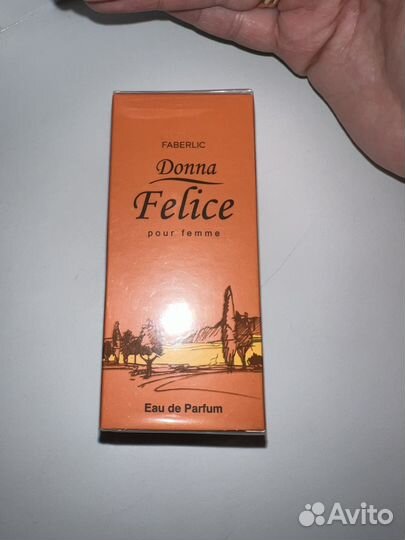 FABERLIC
Donna
Felice
pour femme
Eau de Parfum
Avito